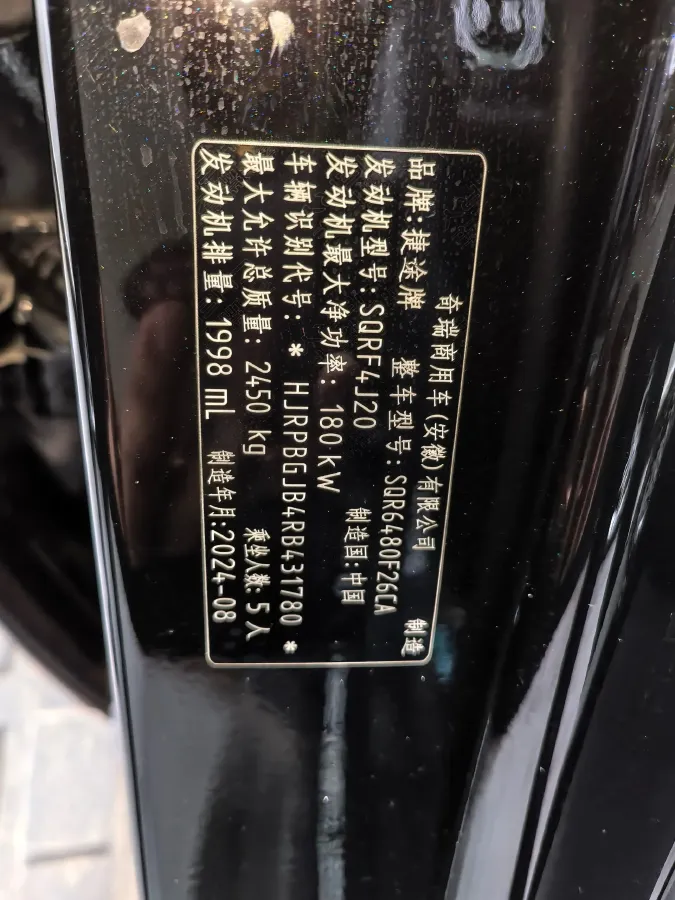 奇瑞商用车(安徽)有限公司 制造
品牌:捷途牌 整车型号:SQR6480F26CA
发动机型号:SQRF4J20 制造国:中国
发动机最大净功率: 180kW
车辆识别代号: * HJRPBGJB4RB431780 *
最大允许总质量: 2450 kg 乘坐人数: 5人
发动机排量: 1998 mL 制造年月:2024-08